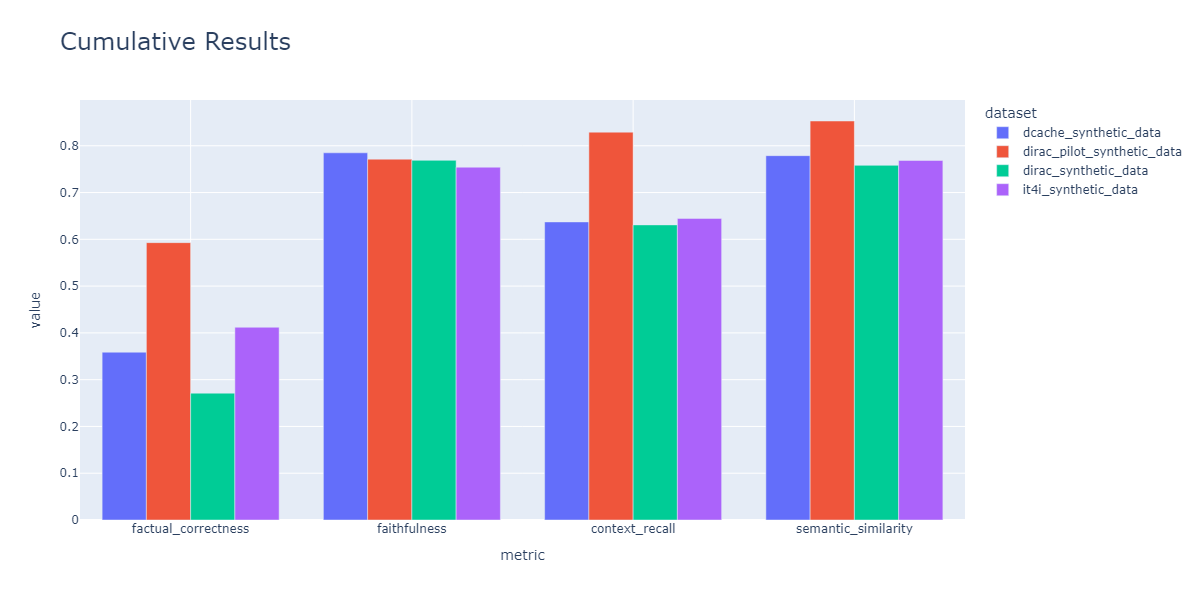 Cumulative Results
dataset
dcache_synthetic_data
dirac_pilot_synthetic_data
dirac_synthetic_data
it4i_synthetic_data
value
0.8
0.7
0.6
0.5
0.4
0.3
0.2
0.1
0
factual_correctness
faithfulness
context_recall
semantic_similarity
metric